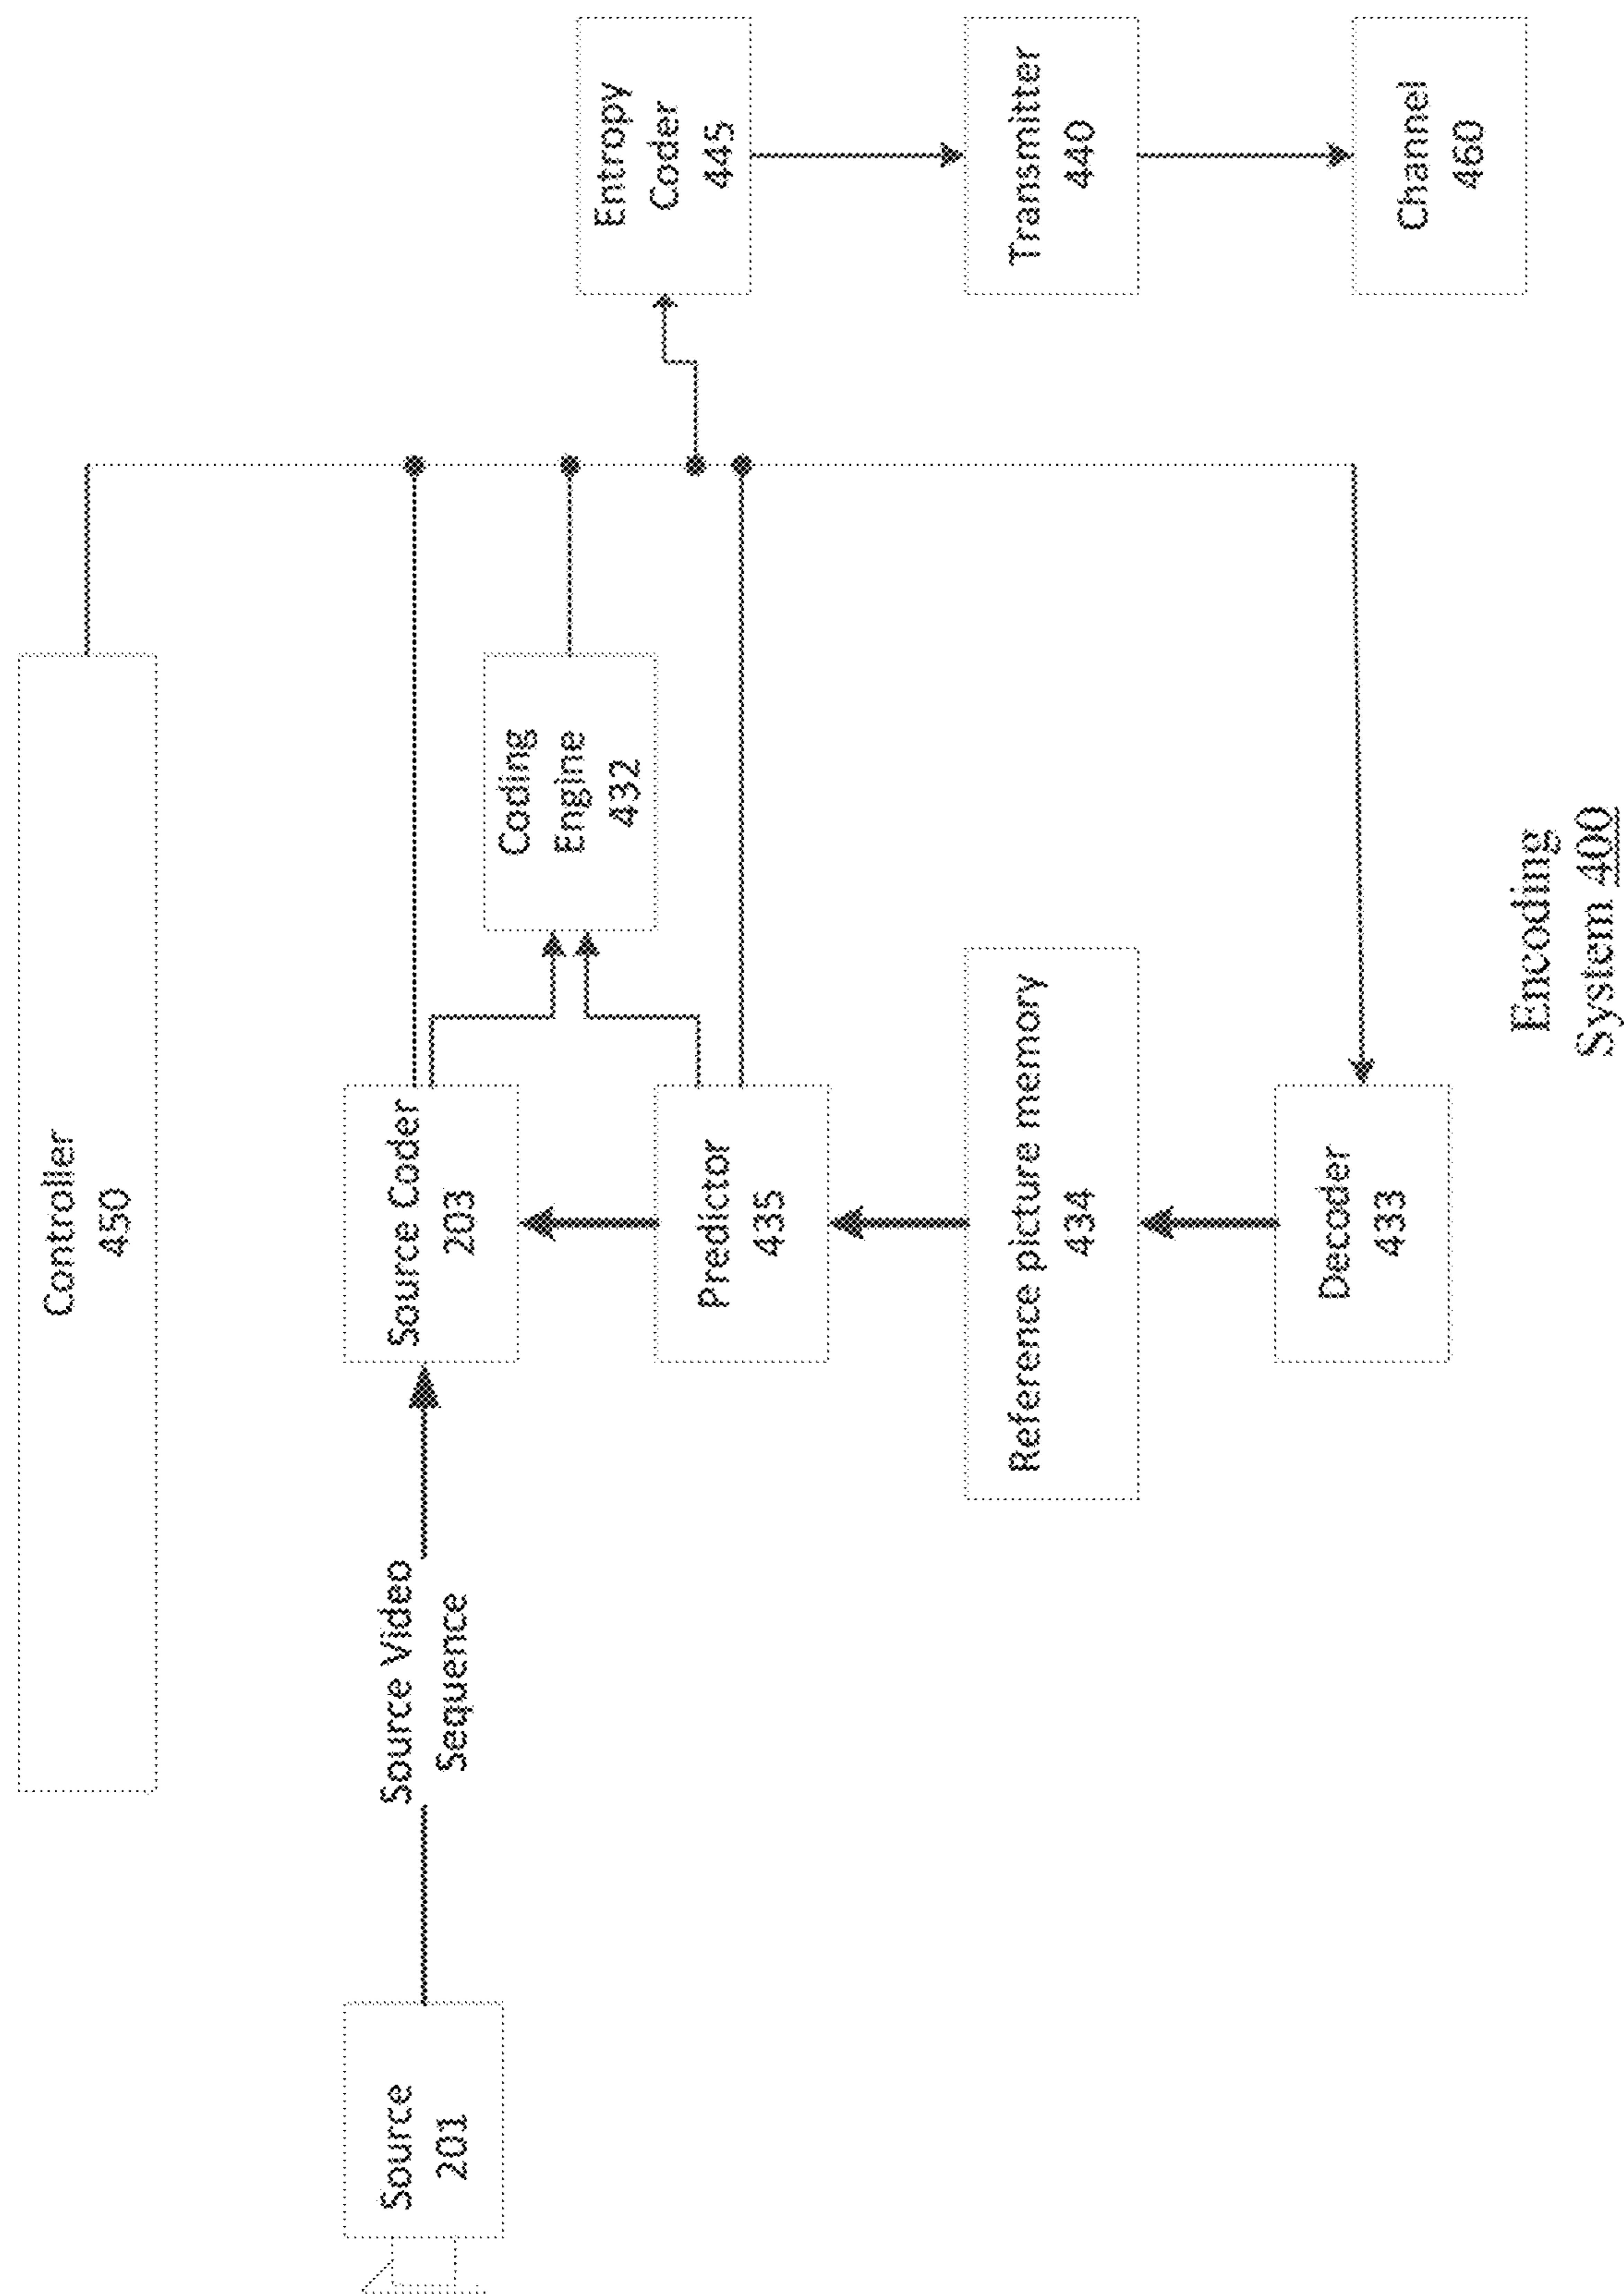 Controller
450
Source
201
Source Video
Sequence
Source Coder
203
Coding
Engine
432
Predictor
435
Entropy
Coder
445
Reference picture memory
434
Transmitter
440
Decoder
433
Channel
460
Encoding
System 400